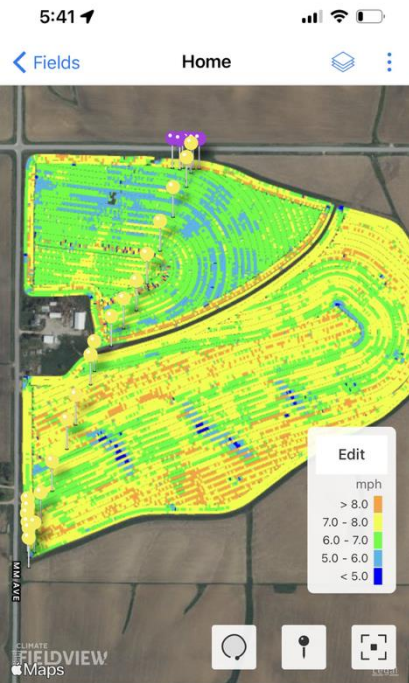 5:41
Fields
Home
Edit
mph
> 8.0
7.0 - 8.0
6.0 - 7.0
5.0 - 6.0
< 5.0
MM AVE
CLIMATE
FIELDVIEW
Maps
Legal